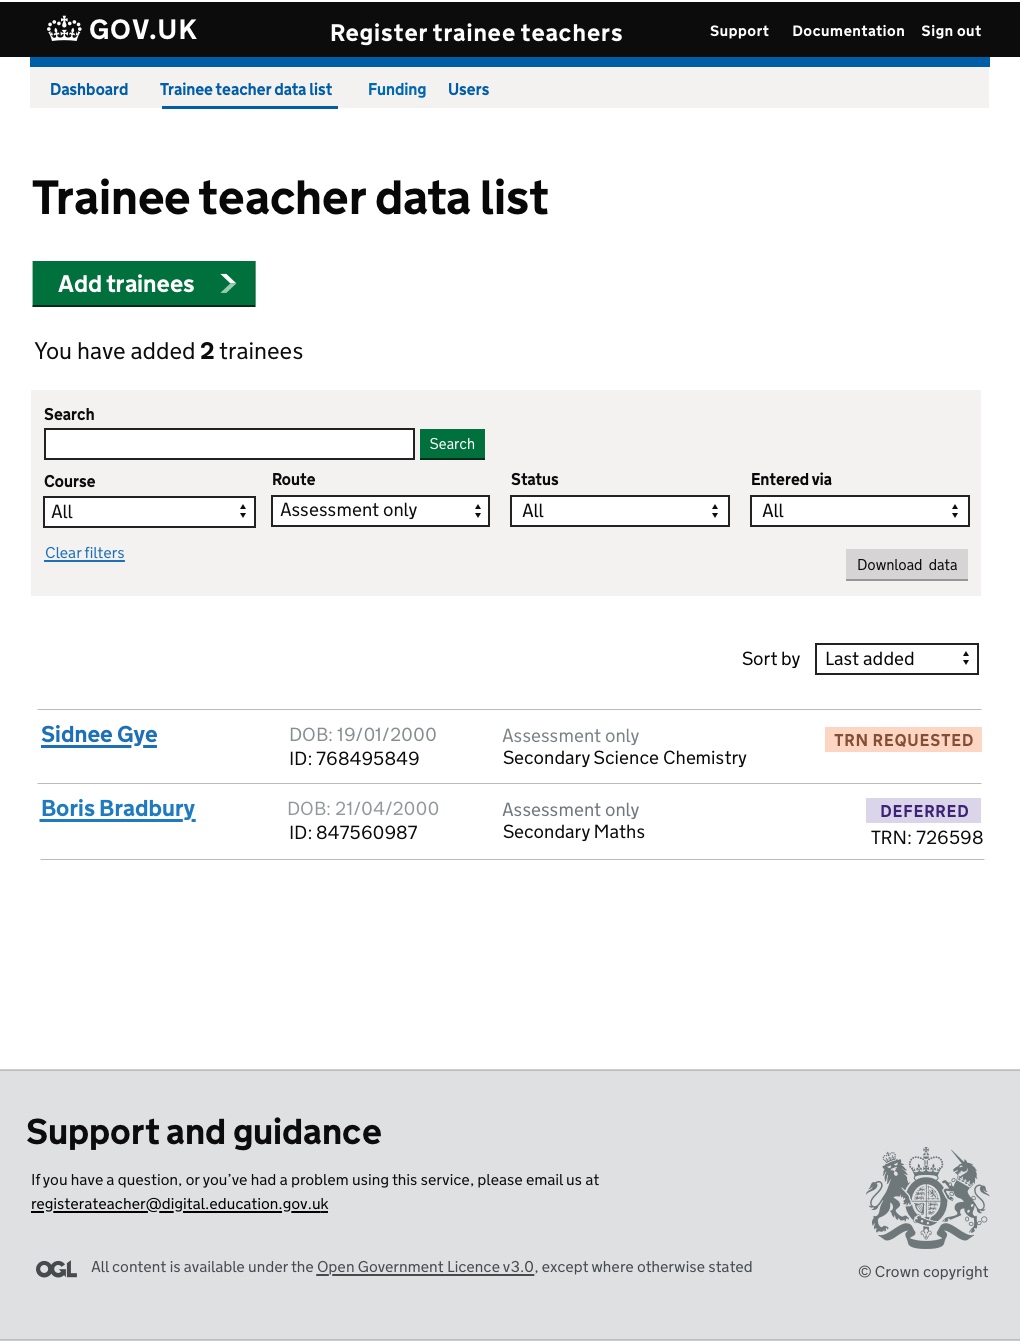 GOV.UK Register trainee teachers Support Documentation Sign out
Dashboard Trainee teacher data list Funding Users
Trainee teacher data list
Add trainees
You have added 2 trainees
Search
Search
Course Route Status Entered via
All Assessment only All All
Clear filters
Download data
Sort by Last added
Sidnee Gye DOB: 19/01/2000 Assessment only TRN REQUESTED
ID: 768495849 Secondary Science Chemistry
Boris Bradbury DOB: 21/04/2000 Assessment only DEFERRED
ID: 847560987 Secondary Maths TRN: 726598
Support and guidance
If you have a question, or you've had a problem using this service, please email us at
registerateacher@digital.education.gov.uk
OGL All content is available under the Open Government Licence v3.0, except where otherwise stated
© Crown copyright